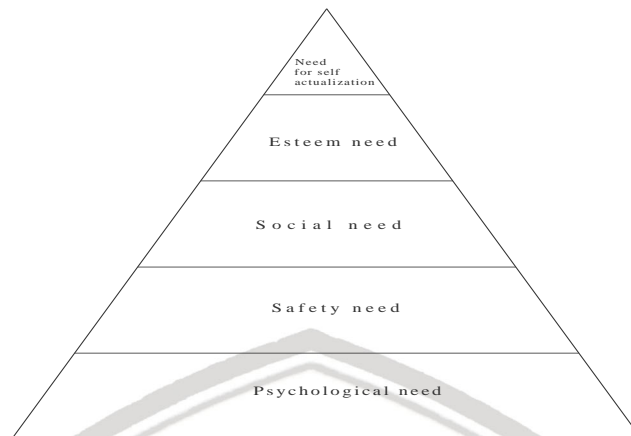 Need
for self
actualization
Esteem need
Social need
Safety need
Psychological need